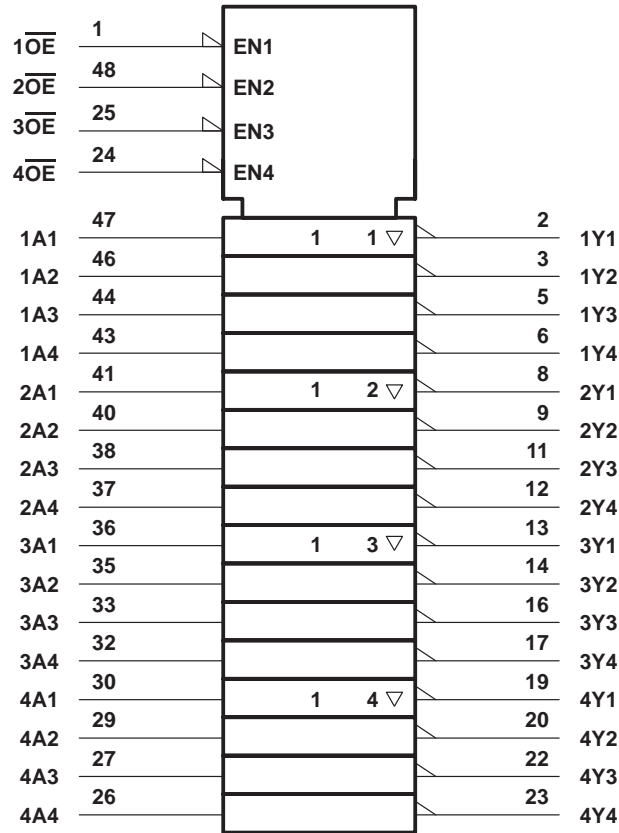 1O̅E̅ 1 EN1
2O̅E̅ 48 EN2
3O̅E̅ 25 EN3
4O̅E̅ 24 EN4
1A1 47 1 1 ▽ 2 1Y1
1A2 46 3 1Y2
1A3 44 5 1Y3
1A4 43 6 1Y4
2A1 41 1 2 ▽ 8 2Y1
2A2 40 9 2Y2
2A3 38 11 2Y3
2A4 37 12 2Y4
3A1 36 1 3 ▽ 13 3Y1
3A2 35 14 3Y2
3A3 33 16 3Y3
3A4 32 17 3Y4
4A1 30 1 4 ▽ 19 4Y1
4A2 29 20 4Y2
4A3 27 22 4Y3
4A4 26 23 4Y4